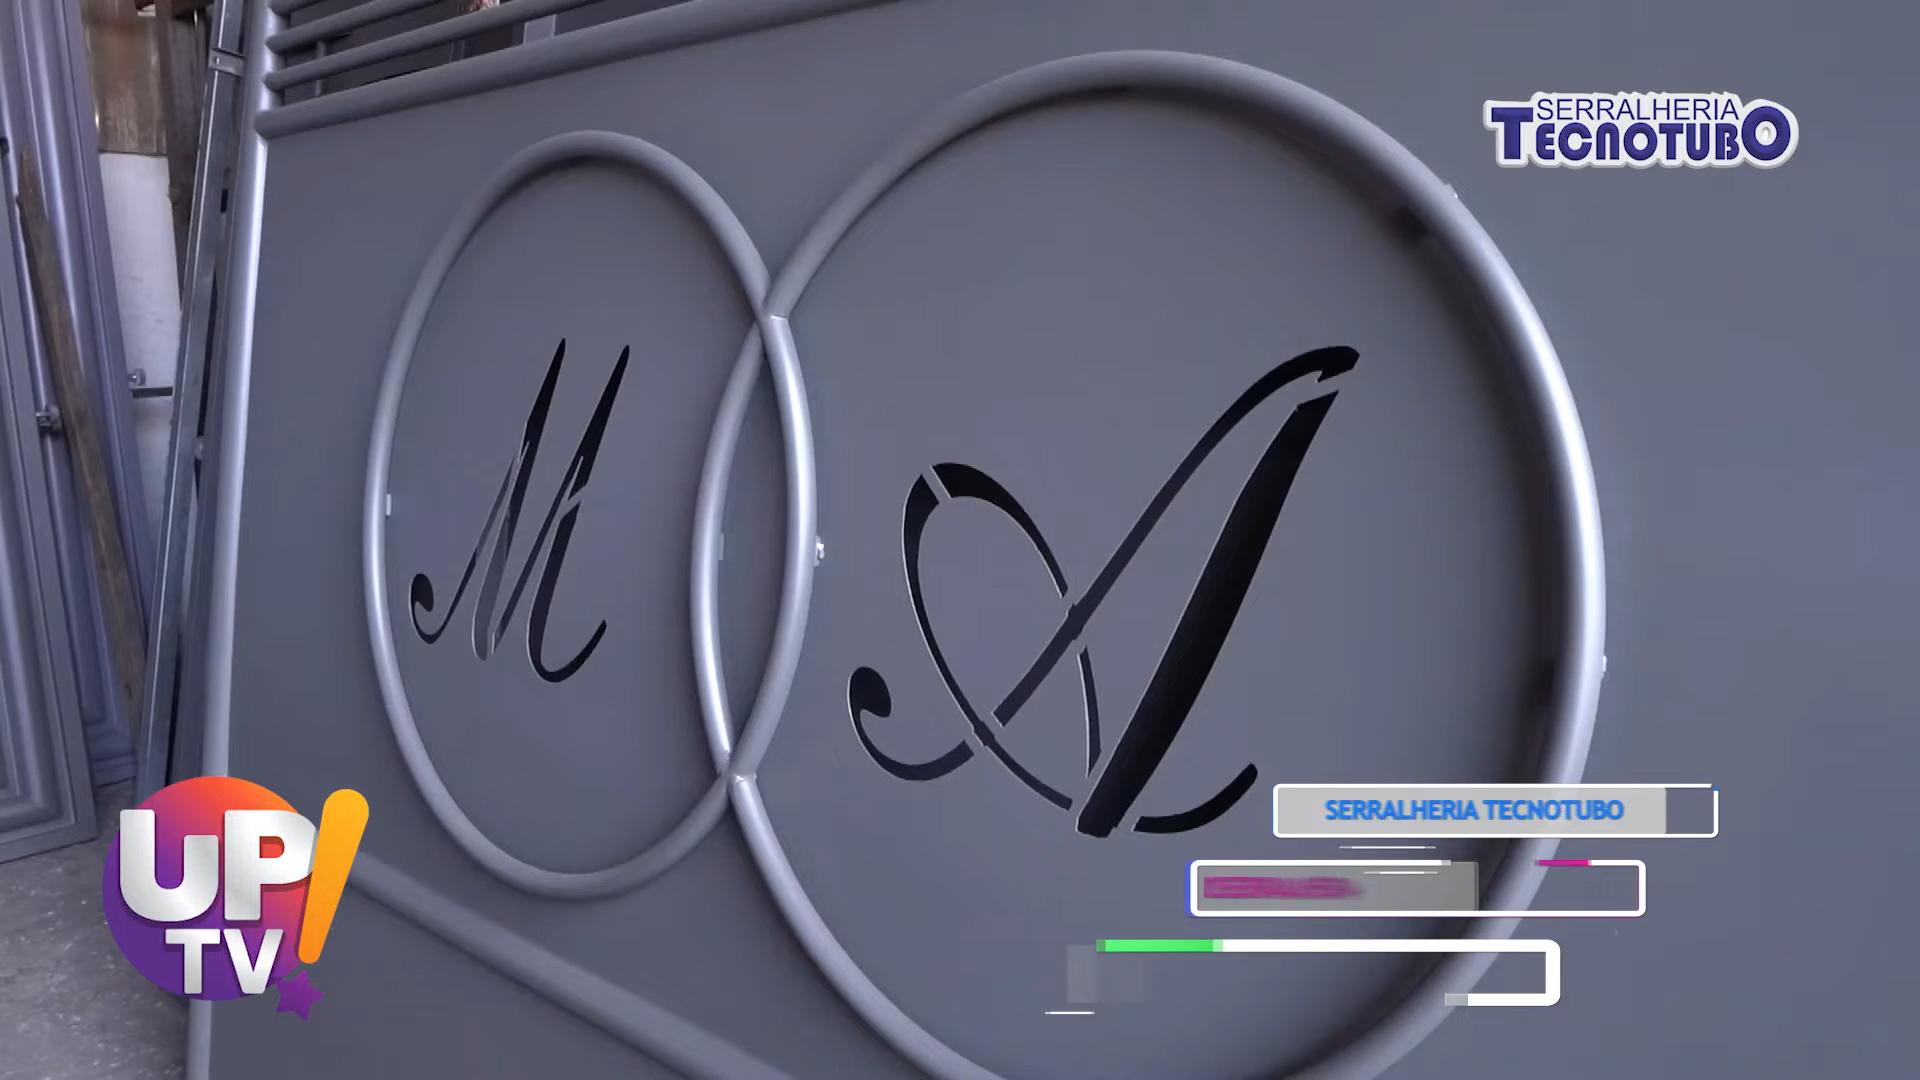 SERRALHERIA
TECNOTUBO
M A
SERRALHERIA TECNOTUBO
UP!
TV